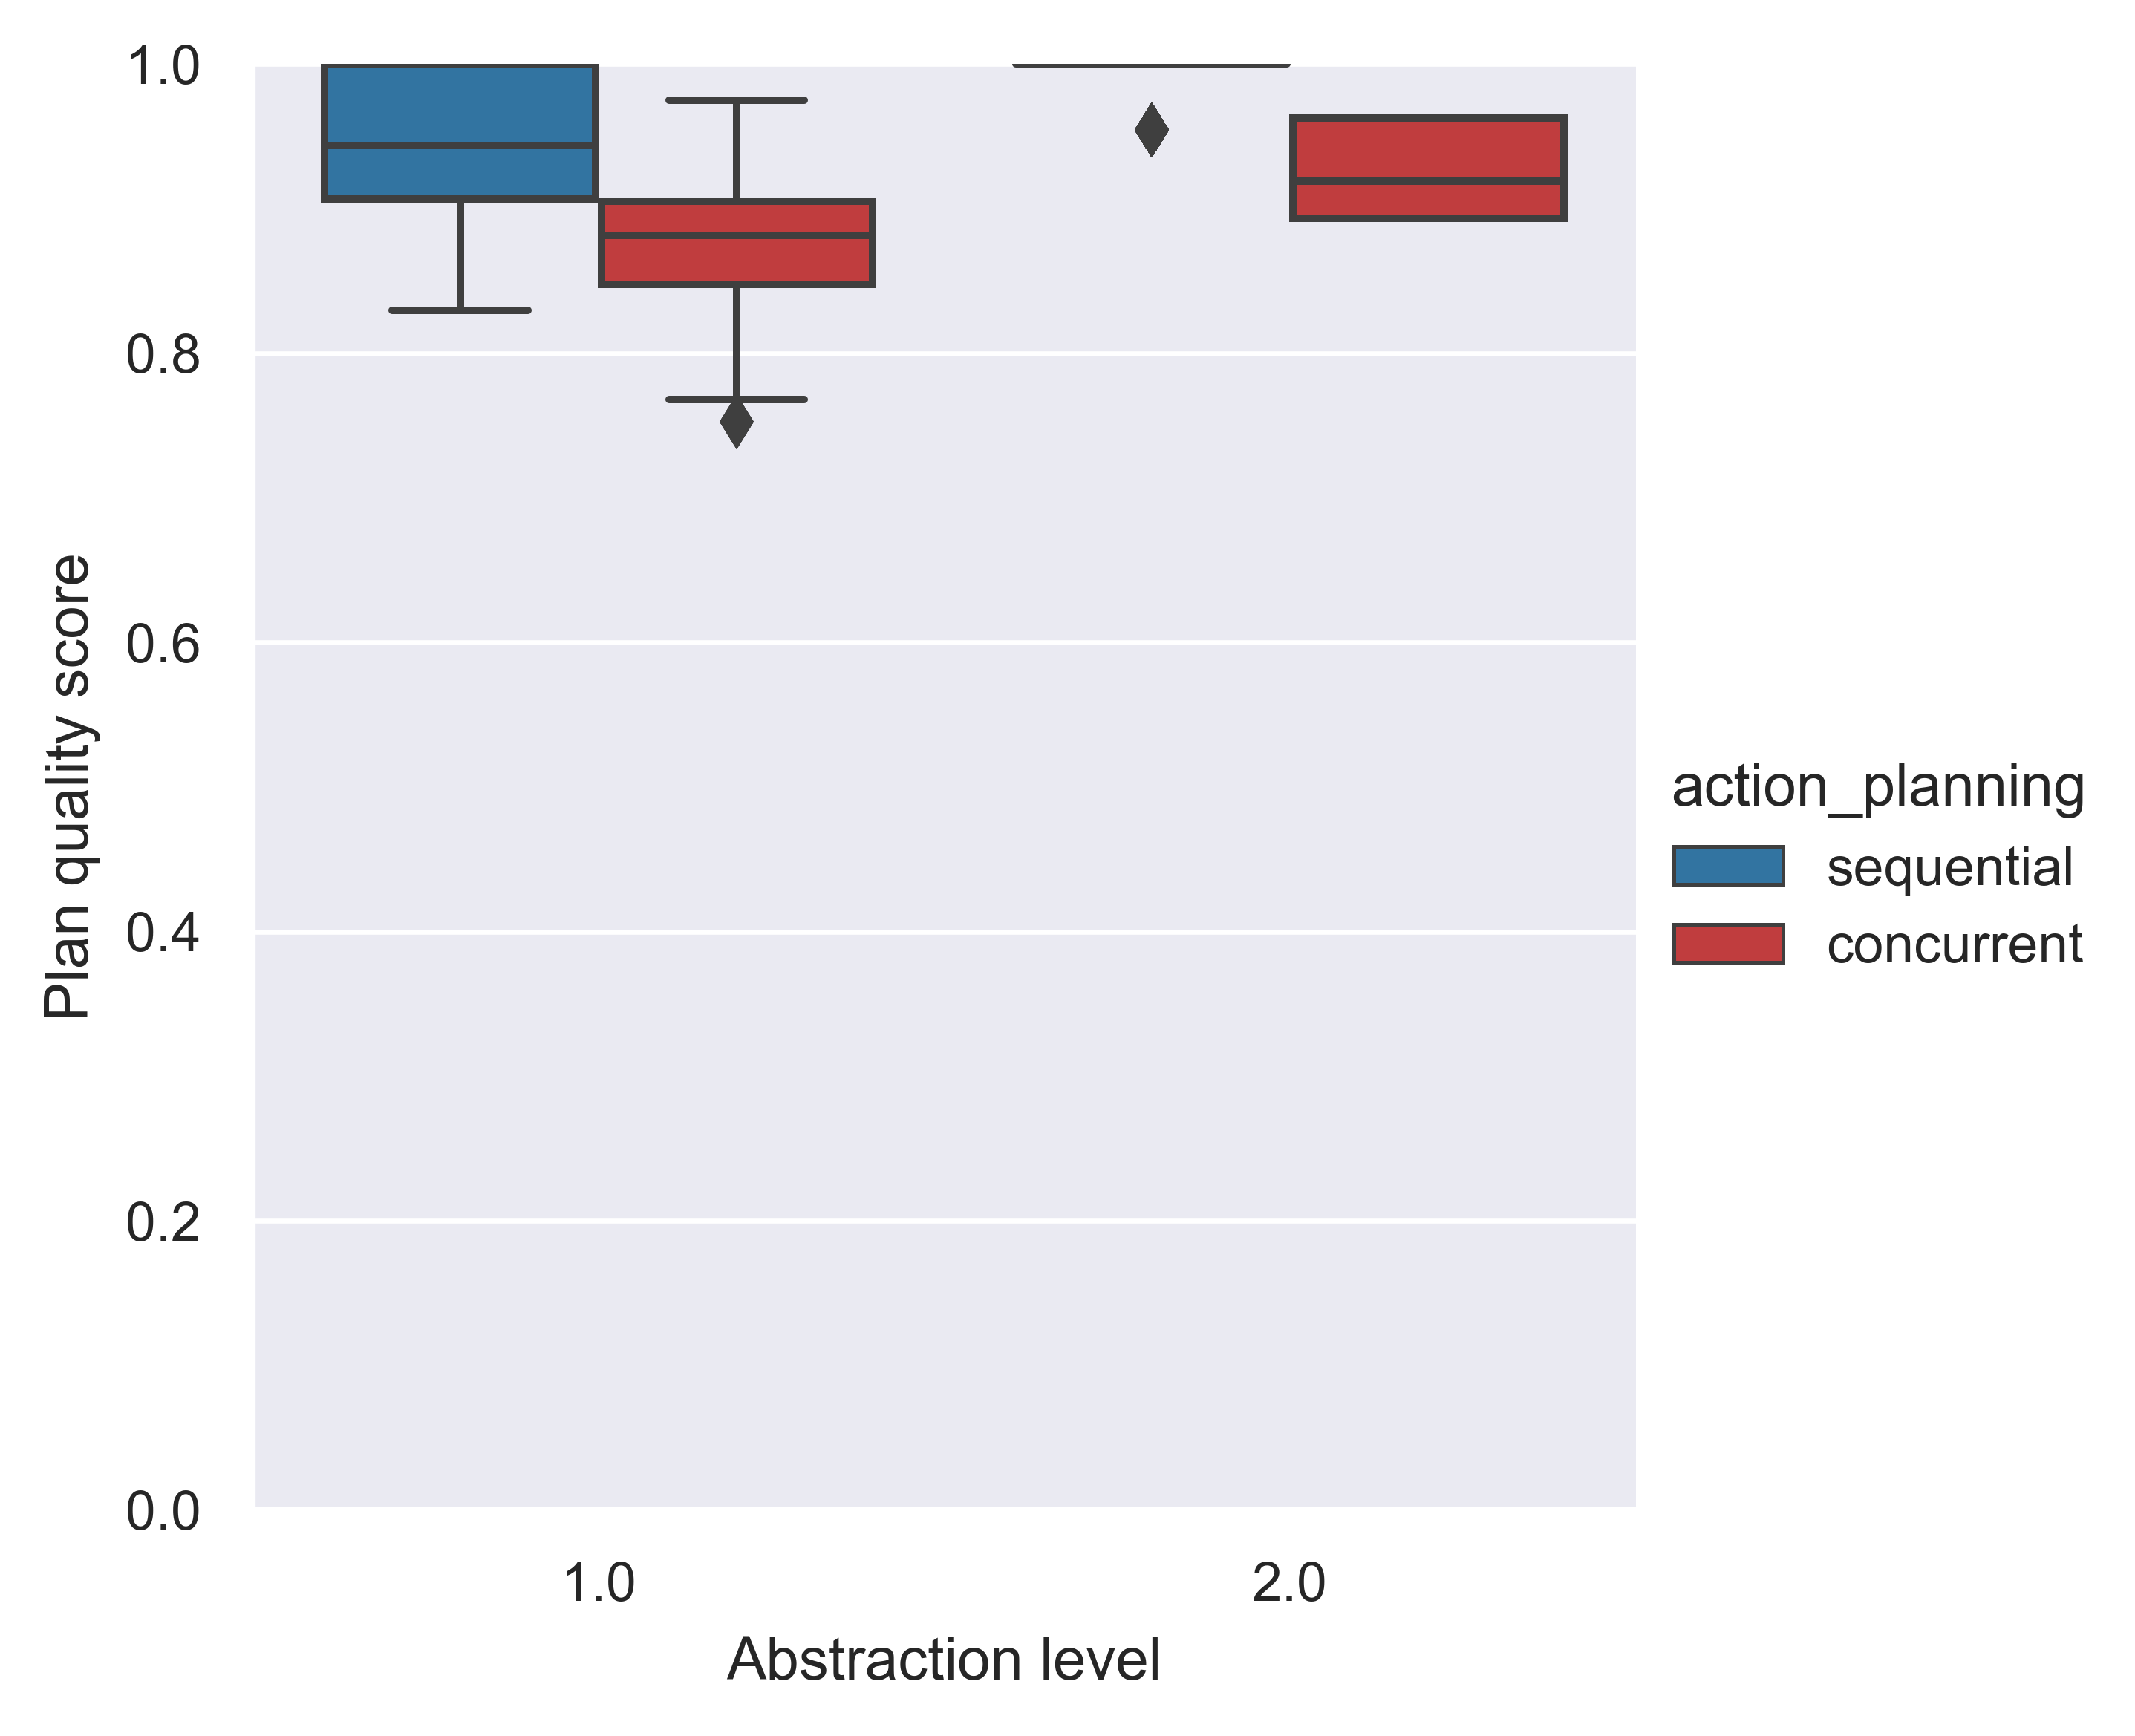 1.0
0.8
0.6
0.4
0.2
0.0
Plan quality score
1.0
2.0
Abstraction level
action_planning
sequential
concurrent